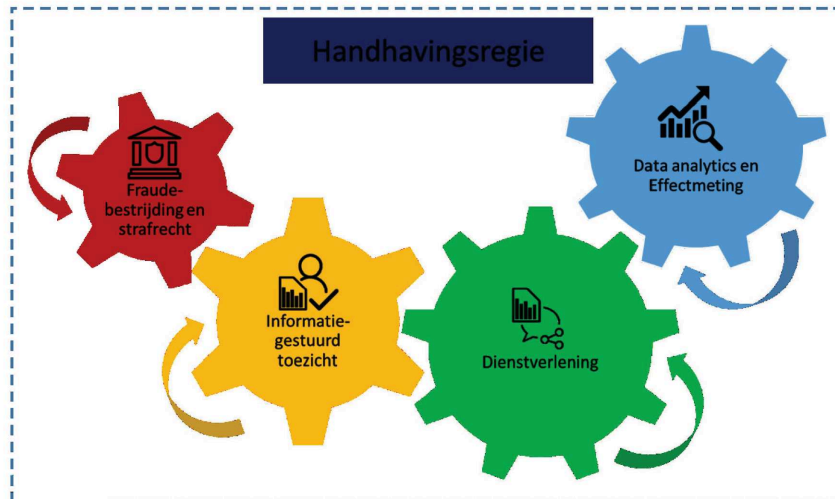 Handhavingsregie
Fraude-
bestrijding en
strafrecht
Informatie-
gestuurd
toezicht
Dienstverlening
Data analytics en
Effectmeting